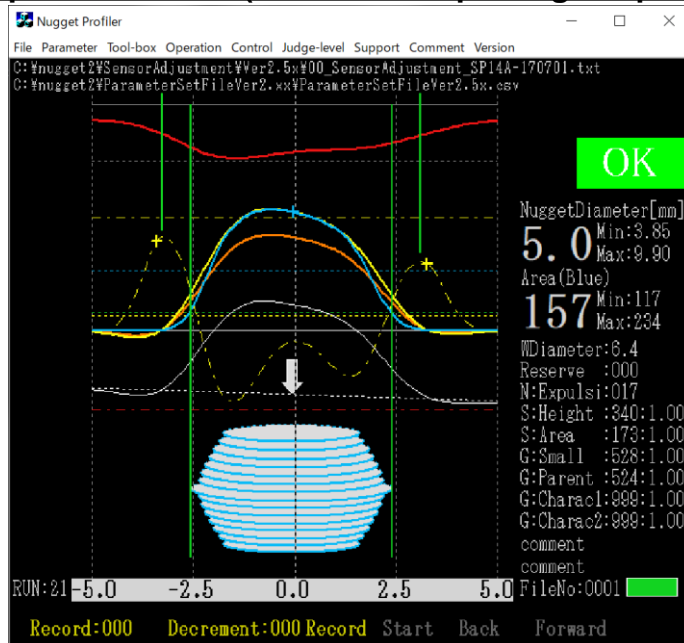 Nugget Profiler
File Parameter Tool-box Operation Control Judge-level Support Comment Version
C:¥nugget2¥SensorAdjustment¥Ver2.5x¥00_SensorAdjustment_SP14A-170701.txt
C:¥nugget2¥ParameterSetFileVer2.xx¥ParameterSetFileVer2.5x.csv
OK
NuggetDiameter[mm]
5.0 Min:3.85
Max:9.90
Area(Blue)
157 Min:117
Max:234
WDiameter:6.4
Reserve :000
N:Expulsi:017
S:Height :340:1.00
S:Area :173:1.00
G:Small :528:1.00
G:Parent :524:1.00
G:Charac1:999:1.00
G:Charac2:999:1.00
comment
comment
RUN:21 -5.0 -2.5 0.0 2.5 5.0 FileNo:0001
Record:000 Decrement:000 Record Start Back Forward